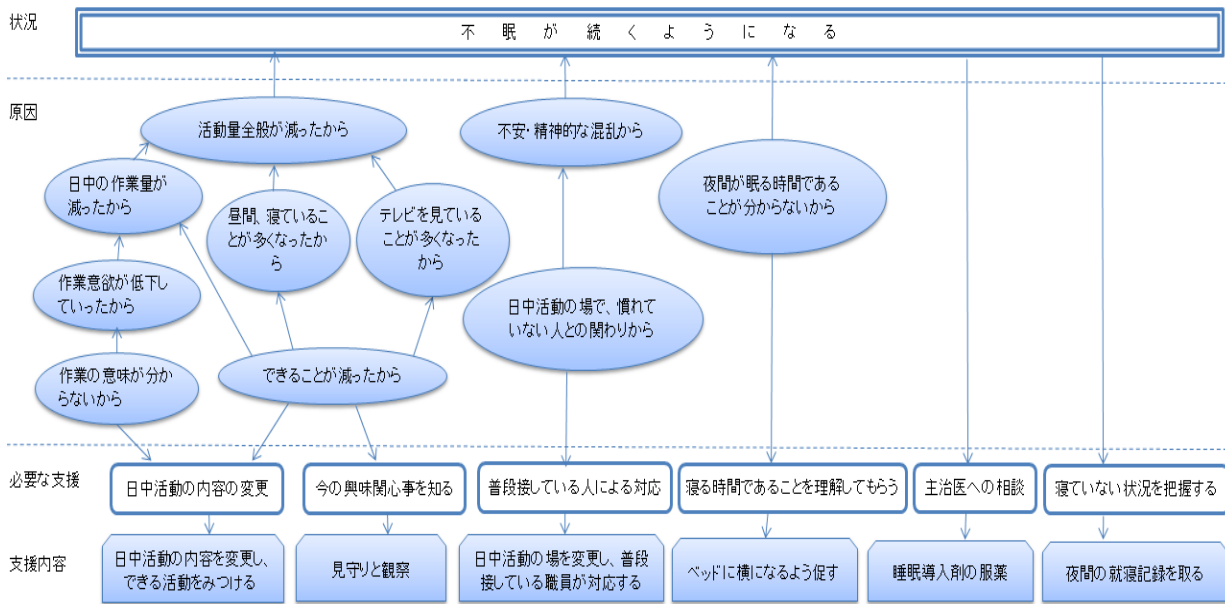 状況
不眠が続くようになる
原因
活動量全般が減ったから
不安・精神的な混乱から
夜間が眠る時間である
ことが分からないから
日中の作業量が
減ったから
昼間、寝ているこ
とが多くなったか
ら
テレビを見ている
ことが多くなった
から
作業意欲が低下し
ていったから
日中活動の場で、慣れて
いない人との関わりから
作業の意味が分か
らないから
できることが減ったから
必要な支援
日中活動の内容の変更
今の興味関心事を知る
普段接している人による対応
寝る時間であることを理解してもらう
主治医への相談
寝ていない状況を把握する
支援内容
日中活動の内容を変更し、
できる活動をみつける
見守りと観察
日中活動の場を変更し、普段
接している職員が対応する
ベッドに横になるよう促す
睡眠導入剤の服薬
夜間の就寝記録を取る